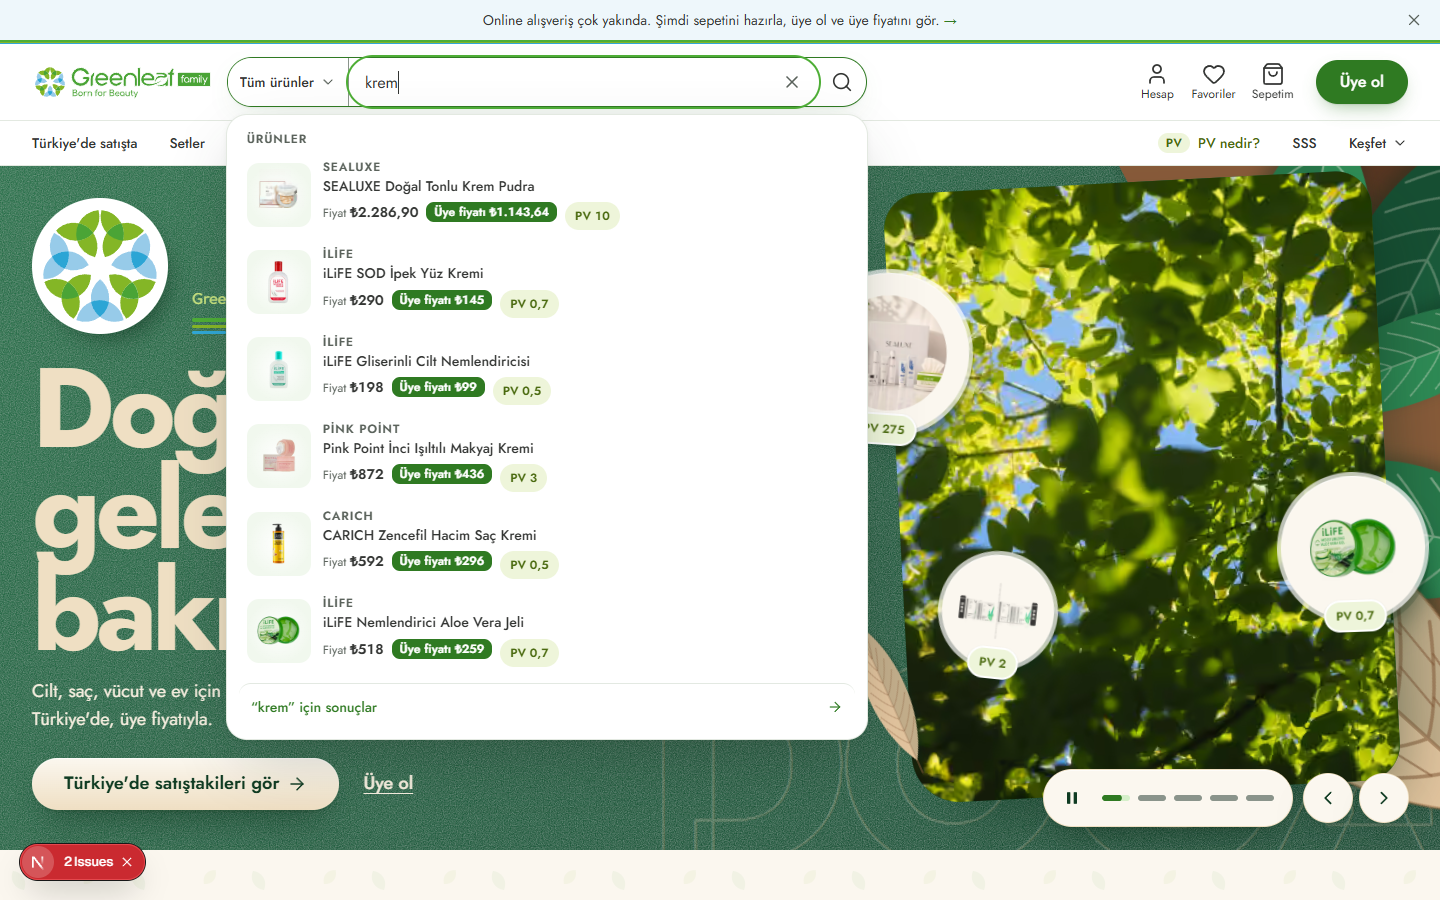 Online alışveriş çok yakında. Şimdi sepetini hazırla, üye ol ve üye fiyatını gör. →
Greenleaf family
Born for Beauty
Tüm ürünler
krem
Hesap
Favoriler
Sepetim
Üye ol
Türkiye'de satışta
Setler
PV
PV nedir?
SSS
Keşfet
ÜRÜNLER
SEALUXE
SEALUXE Doğal Tonlu Krem Pudra
Fiyat ₺2.286,90 Üye fiyatı ₺1.143,64 PV 10
İLİFE
iLiFE SOD İpek Yüz Kremi
Fiyat ₺290 Üye fiyatı ₺145 PV 0,7
İLİFE
iLiFE Gliserinli Cilt Nemlendiricisi
Fiyat ₺198 Üye fiyatı ₺99 PV 0,5
PİNK POİNT
Pink Point İnci Işıltılı Makyaj Kremi
Fiyat ₺872 Üye fiyatı ₺436 PV 3
CARICH
CARICH Zencefil Hacim Saç Kremi
Fiyat ₺592 Üye fiyatı ₺296 PV 0,5
İLİFE
iLiFE Nemlendirici Aloe Vera Jeli
Fiyat ₺518 Üye fiyatı ₺259 PV 0,7
“krem” için sonuçlar
Gree
Doğ
gele
bakı
Cilt, saç, vücut ve ev için
Türkiye'de, üye fiyatıyla.
Türkiye'de satıştakileri gör →
Üye ol
SEALUXE
PV 275
PV 2
iLiFE
PV 0,7
N 2 Issues